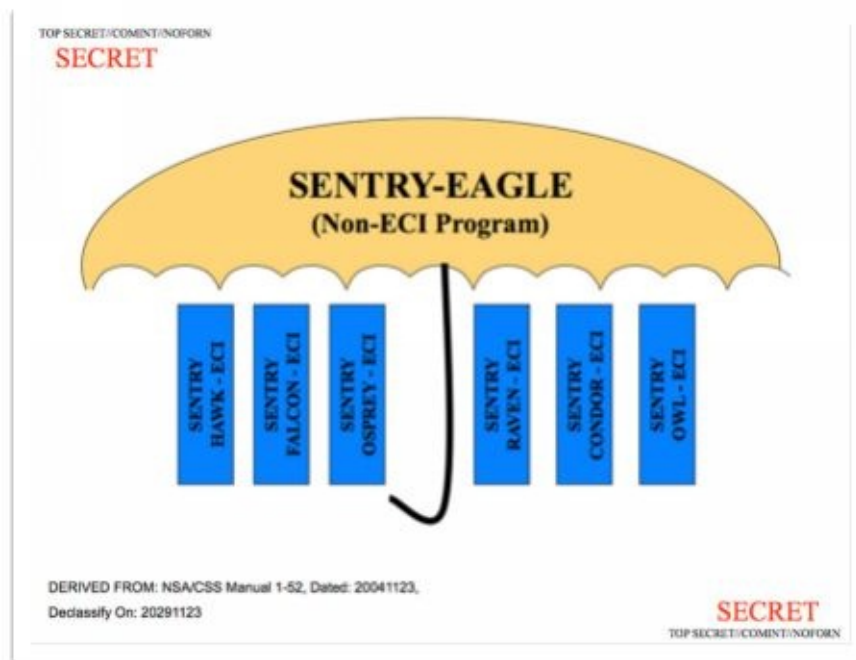 TOP SECRET//COMINT//NOFORN
SECRET
SENTRY-EAGLE
(Non-ECI Program)
SENTRY
HAWK - ECI
SENTRY
FALCON - ECI
SENTRY
OSPREY - ECI
SENTRY
RAVEN - ECI
SENTRY
CONDOR - ECI
SENTRY
OWL - ECI
DERIVED FROM: NSA/CSS Manual 1-52, Dated: 20041123,
Declassify On: 20291123
SECRET
TOP SECRET//COMINT//NOFORN